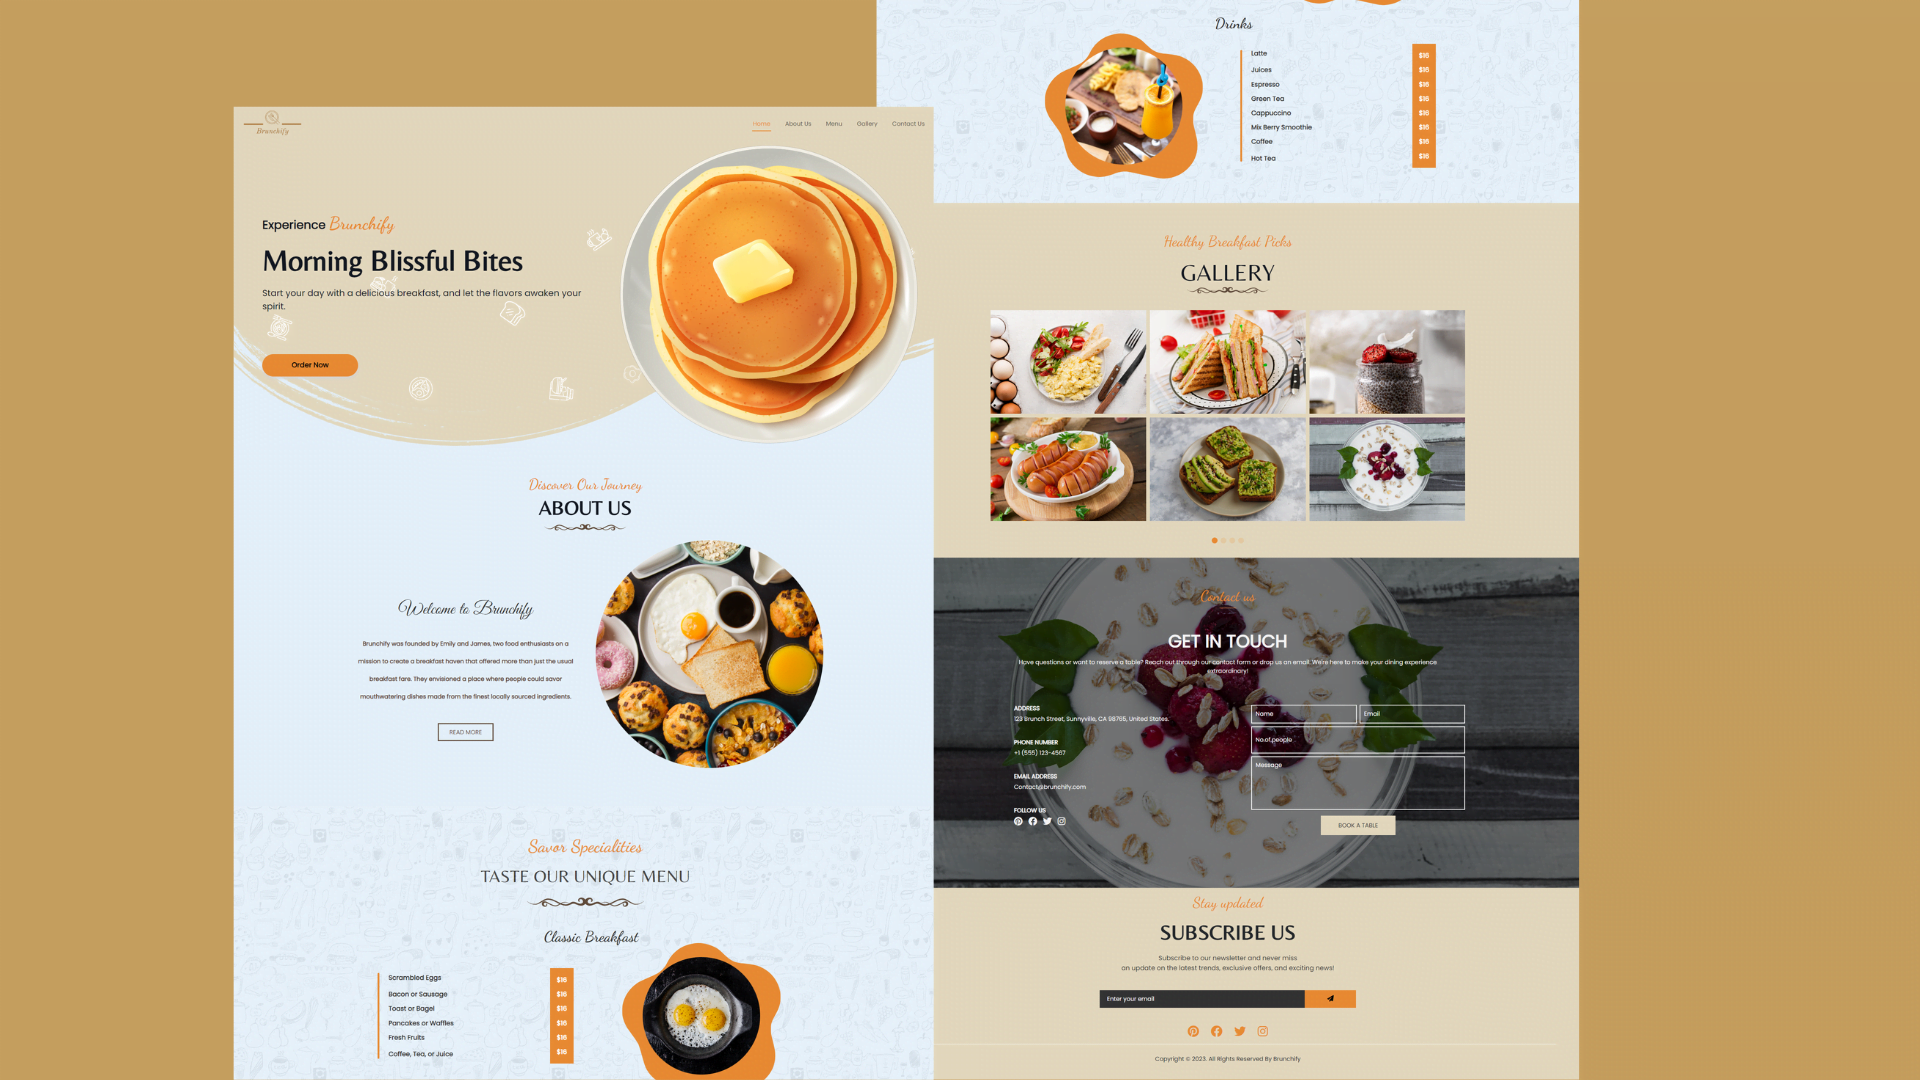 Brunchify
Home
About Us
Menu
Gallery
Contact Us
Experience Brunchify
Morning Blissful Bites
Start your day with a delicious breakfast, and let the flavors awaken your
spirit.
Order Now
Discover Our Journey
ABOUT US
Welcome to Brunchify
Brunchify was founded by Emily and James, two food enthusiasts on a
mission to create a breakfast haven that offered more than just the usual
breakfast fare. They envisioned a place where people could savor
mouthwatering dishes made from the finest locally sourced ingredients.
READ MORE
Savor Specialities
TASTE OUR UNIQUE MENU
Classic Breakfast
Scrambled Eggs $16
Bacon or Sausage $16
Toast or Bagel $16
Pancakes or Waffles $16
Fresh Fruits $16
Coffee, Tea, or Juice $16
Drinks
Latte $16
Juices $16
Espresso $16
Green Tea $16
Cappuccino $16
Mix Berry Smoothie $16
Coffee $16
Hot Tea $16
Healthy Breakfast Picks
GALLERY
Contact us
GET IN TOUCH
Have questions or want to reserve a table? Reach out through our contact form or drop us an email. We're here to make your dining experience
extraordinary!
ADDRESS
123 Brunch Street, Sunnyville, CA 98765, United States.
PHONE NUMBER
+1 (555) 123-4567
EMAIL ADDRESS
Contact@brunchify.com
FOLLOW US
Name
Email
No.of.people
Message
BOOK A TABLE
Stay updated
SUBSCRIBE US
Subscribe to our newsletter and never miss
an update on the latest trends, exclusive offers, and exciting news!
Enter your email
Copyright © 2023. All Rights Reserved By Brunchify